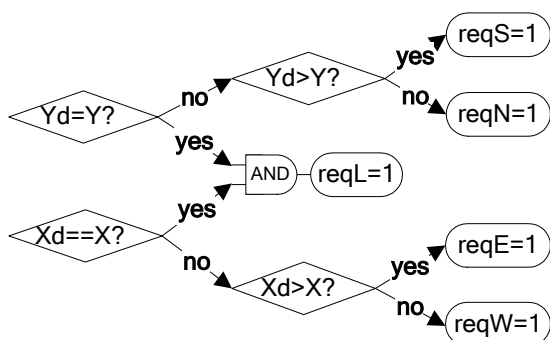 yes
reqS=1
Yd>Y?
no
no
reqN=1
Yd=Y?
yes
AND
reqL=1
yes
Xd==X?
yes
reqE=1
no
Xd>X?
no
reqW=1